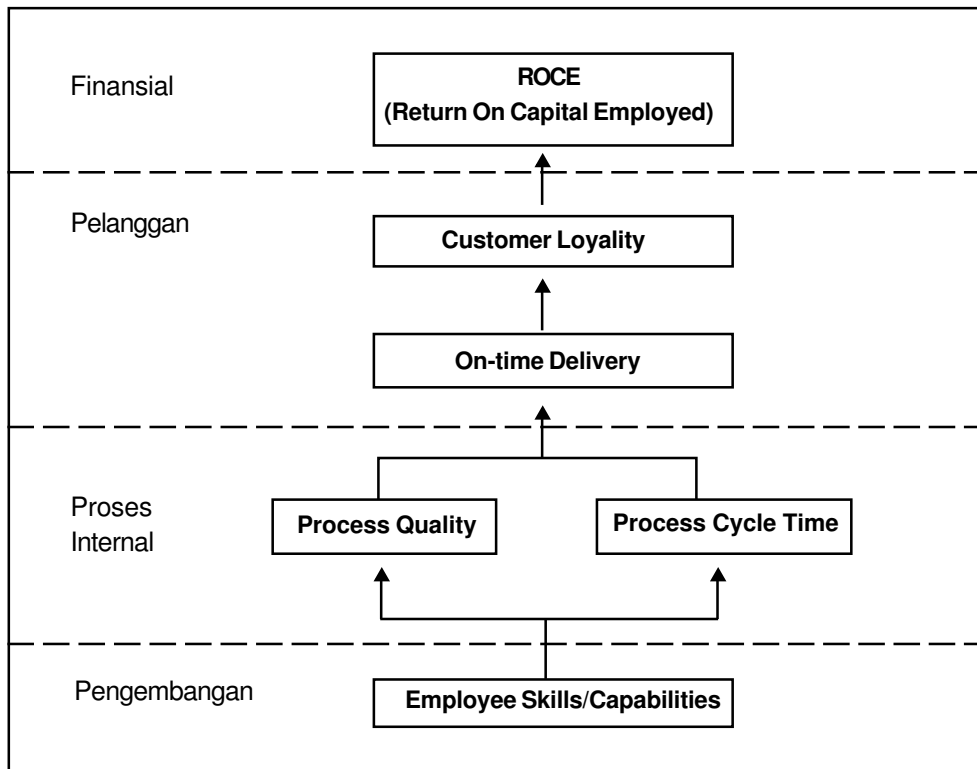 Finansial
ROCE
(Return On Capital Employed)
Pelanggan
Customer Loyality
On-time Delivery
Proses
Internal
Process Quality
Process Cycle Time
Pengembangan
Employee Skills/Capabilities